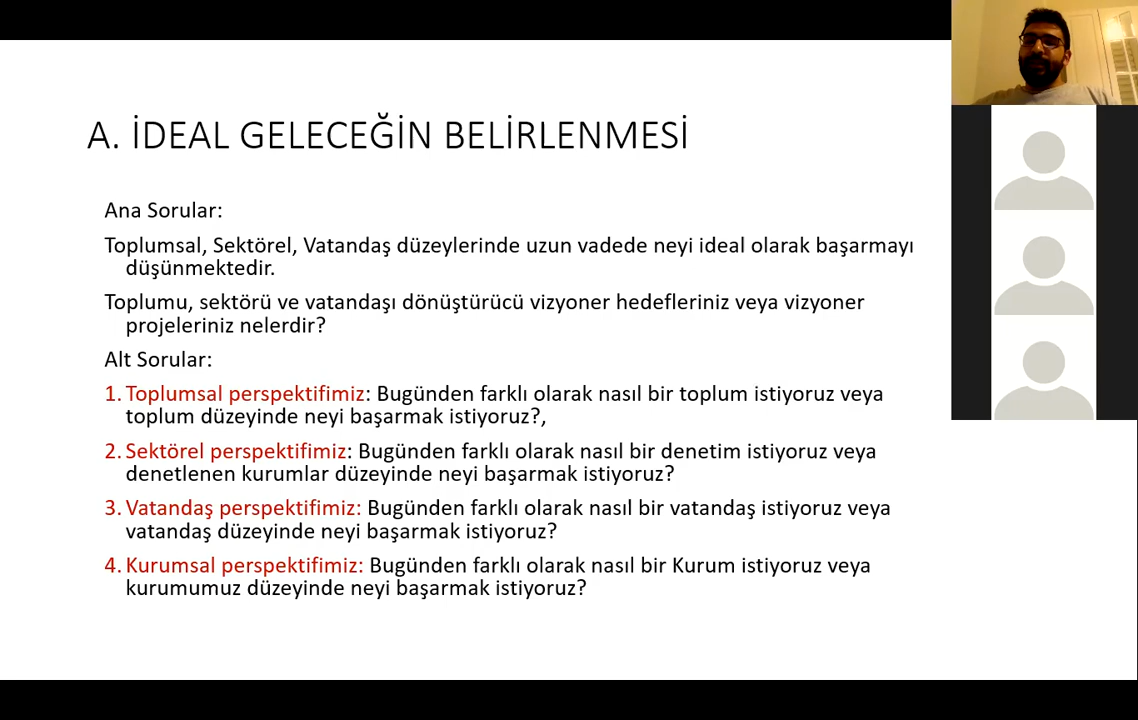 A. İDEAL GELECEĞİN BELİRLENMESİ
Ana Sorular:
Toplumsal, Sektörel, Vatandaş düzeylerinde uzun vadede neyi ideal olarak başarmayı
düşünmektedir.
Toplumu, sektörü ve vatandaşı dönüştürücü vizyoner hedefleriniz veya vizyoner
projeleriniz nelerdir?
Alt Sorular:
1. Toplumsal perspektifimiz: Bugünden farklı olarak nasıl bir toplum istiyoruz veya
toplum düzeyinde neyi başarmak istiyoruz?,
2. Sektörel perspektifimiz: Bugünden farklı olarak nasıl bir denetim istiyoruz veya
denetlenen kurumlar düzeyinde neyi başarmak istiyoruz?
3. Vatandaş perspektifimiz: Bugünden farklı olarak nasıl bir vatandaş istiyoruz veya
vatandaş düzeyinde neyi başarmak istiyoruz?
4. Kurumsal perspektifimiz: Bugünden farklı olarak nasıl bir Kurum istiyoruz veya
kurumumuz düzeyinde neyi başarmak istiyoruz?